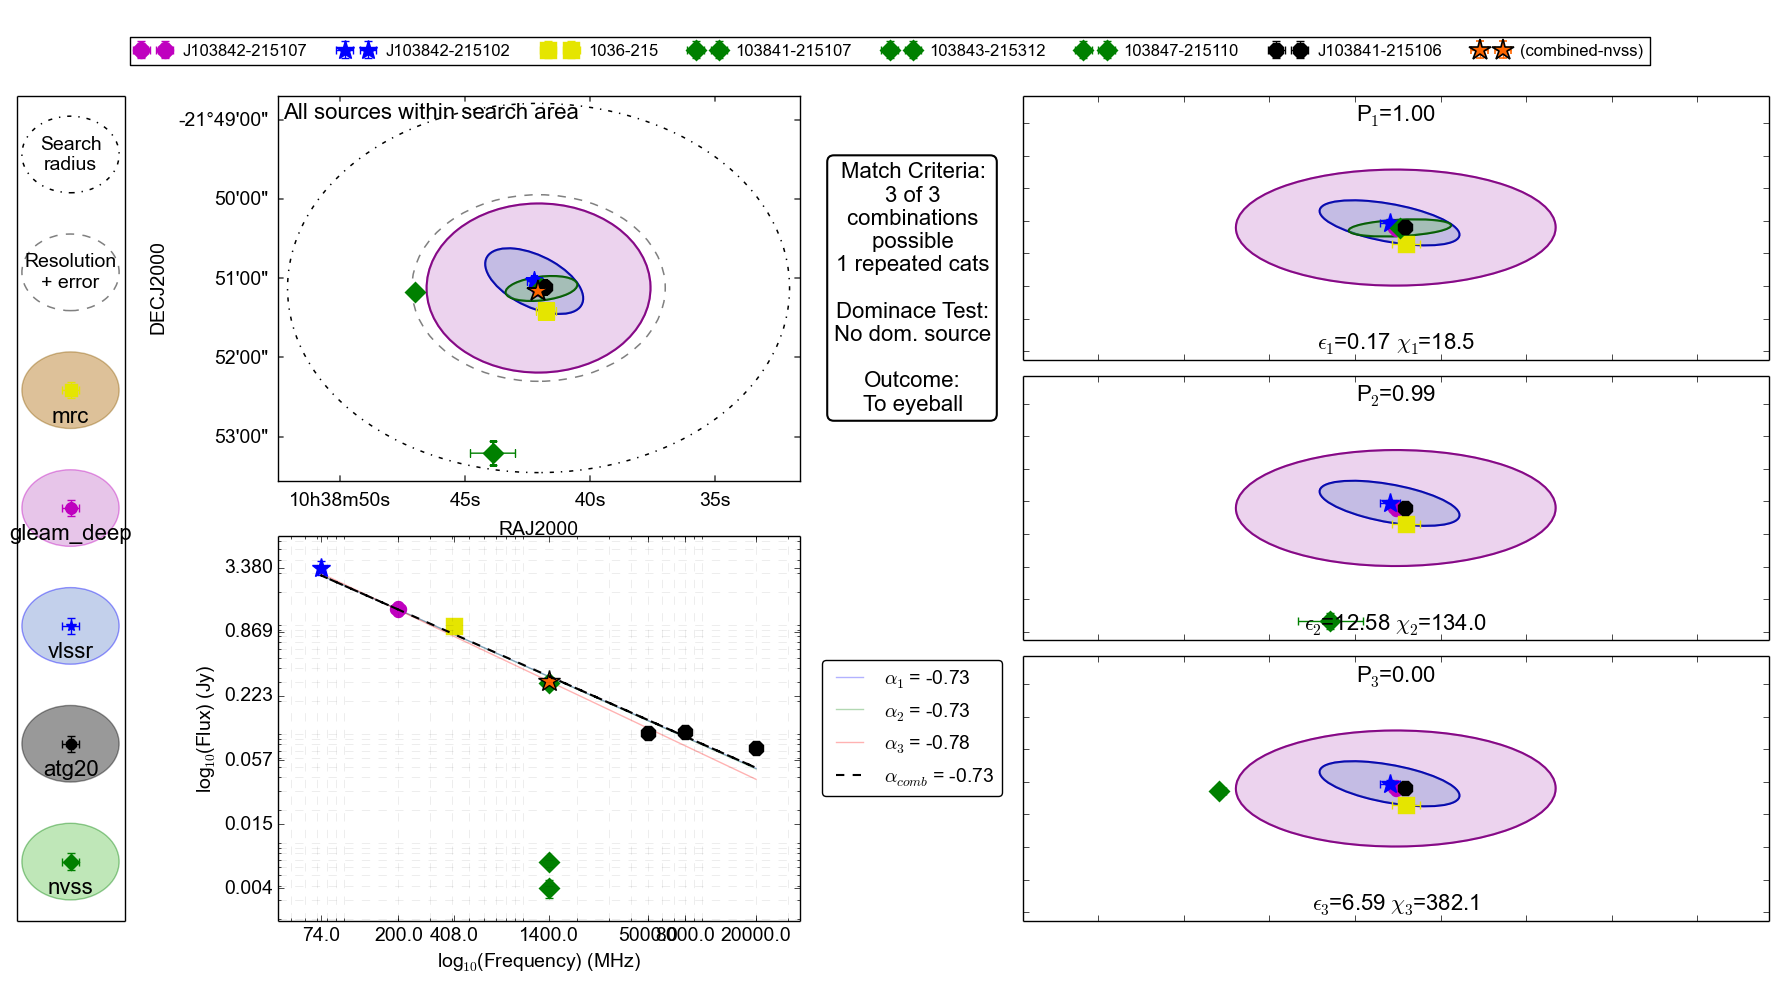 J103842-215107 J103842-215102 1036-215 103841-215107 103843-215312 103847-215110 J103841-215106 (combined-nvss)
Search
radius
Resolution
+ error
mrc
gleam_deep
vlssr
atg20
nvss
All sources within search area
-21°49'00"
50'00"
51'00"
52'00"
53'00"
DECJ2000
10h38m50s 45s 40s 35s
RAJ2000
Match Criteria:
3 of 3
combinations
possible
1 repeated cats
Dominace Test:
No dom. source
Outcome:
To eyeball
3.380
0.869
0.223
0.057
0.015
0.004
log10(Flux) (Jy)
74.0 200.0 408.0 1400.0 5000.0 8000.0 20000.0
log10(Frequency) (MHz)
α1 = -0.73
α2 = -0.73
α3 = -0.78
αcomb = -0.73
P1=1.00
ϵ1=0.17 χ1=18.5
P2=0.99
ϵ2=12.58 χ2=134.0
P3=0.00
ϵ3=6.59 χ3=382.1